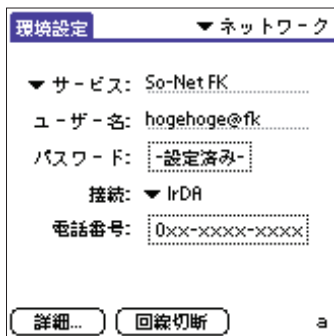 環境設定 ▼ ネットワーク
▼ サービス: So-Net FK
ユーザー名: hogehoge@fk
パスワード: -設定済み-
接続: ▼ IrDA
電話番号: 0xx-xxxx-xxxx
詳細... 回線切断 a